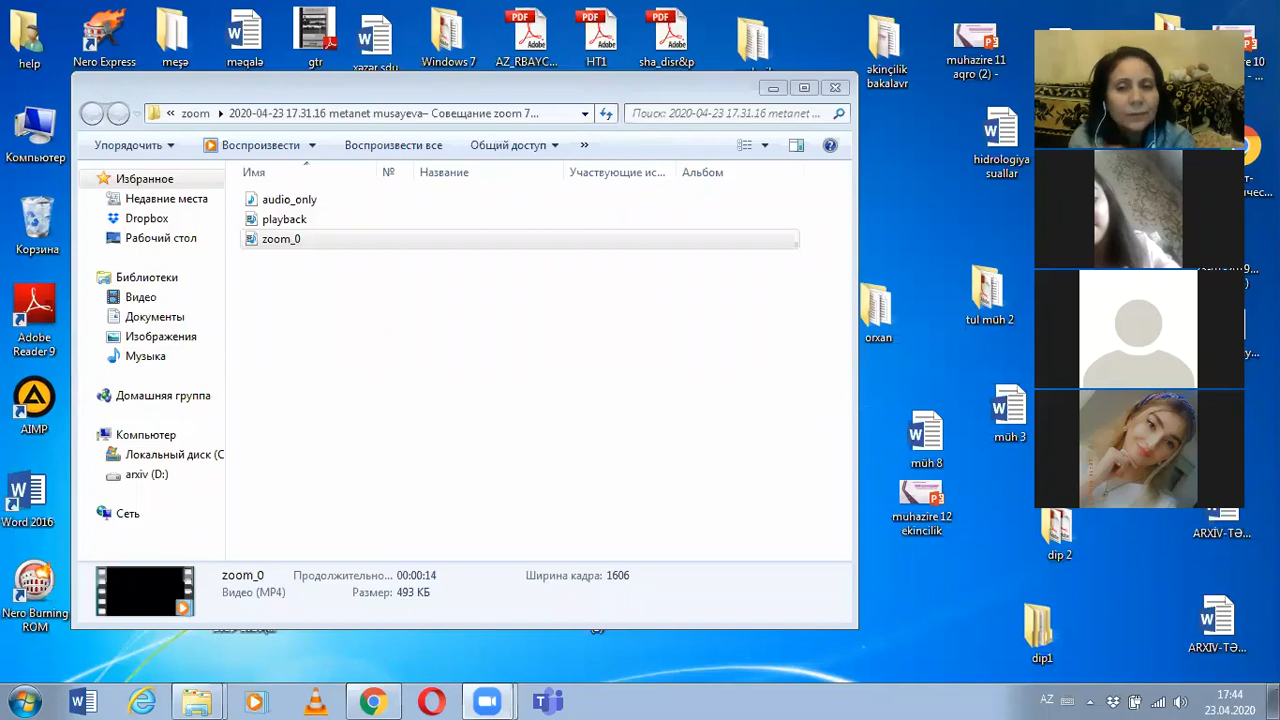 help
Nero Express
meşə
məqalə
gtr
xəzər sdu
Windows 7
AZ_RBAYC...
HT1
sha_disr&p
əkinçilik
bakalavr
muhazire 11
aqro (2) -
Компьютер
Корзина
Adobe
Reader 9
AIMP
Word 2016
Nero Burning
ROM
zoom
2020-04-23 17.31.16 metanet musayeva– Совещание zoom 7...
Поиск: 2020-04-23 17.31.16 metanet ...
Упорядочить
Воспроизвести
Воспроизвести все
Общий доступ
»
Имя
№
Название
Участвующие ис...
Альбом
Избранное
Недавние места
Dropbox
Рабочий стол
Библиотеки
Видео
Документы
Изображения
Музыка
Домашняя группа
Компьютер
Локальный диск (C
arxiv (D:)
Сеть
audio_only
playback
zoom_0
zoom_0
Продолжительно... 00:00:14
Ширина кадра: 1606
Видео (MP4)
Размер: 493 КБ
hidrologiya
suallar
orxan
tul müh 2
müh 3
müh 8
muhazire 12
ekincilik
dip 2
ARXİV-TƏ...
dip1
ARXIV-TƏ...
AZ
17:44
23.04.2020